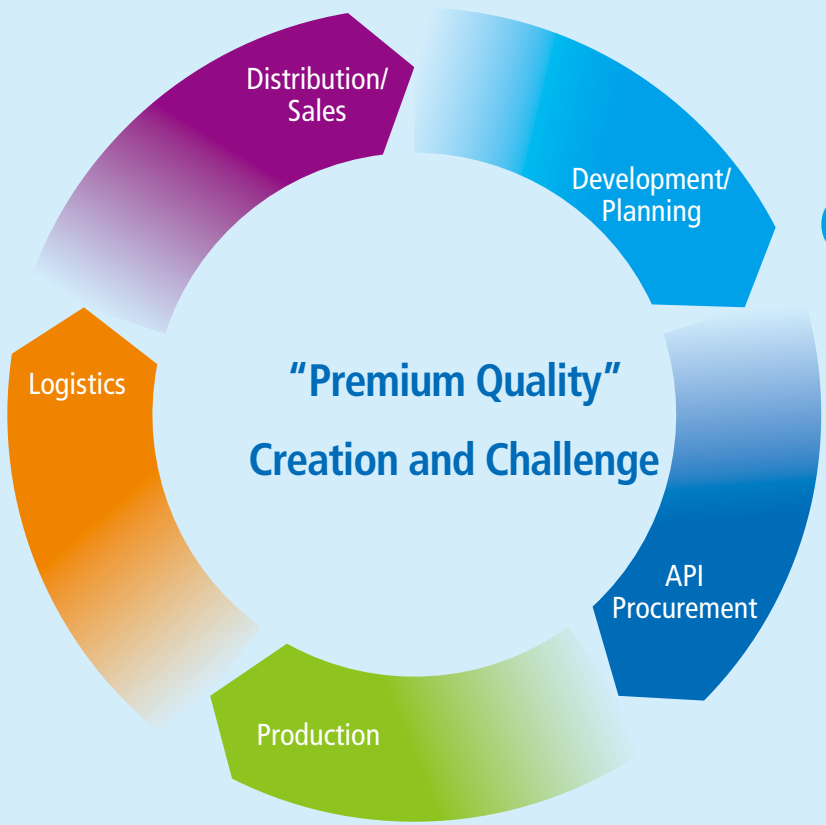 Distribution/
Sales
Development/
Planning
Logistics
“Premium Quality”
Creation and Challenge
API
Procurement
Production